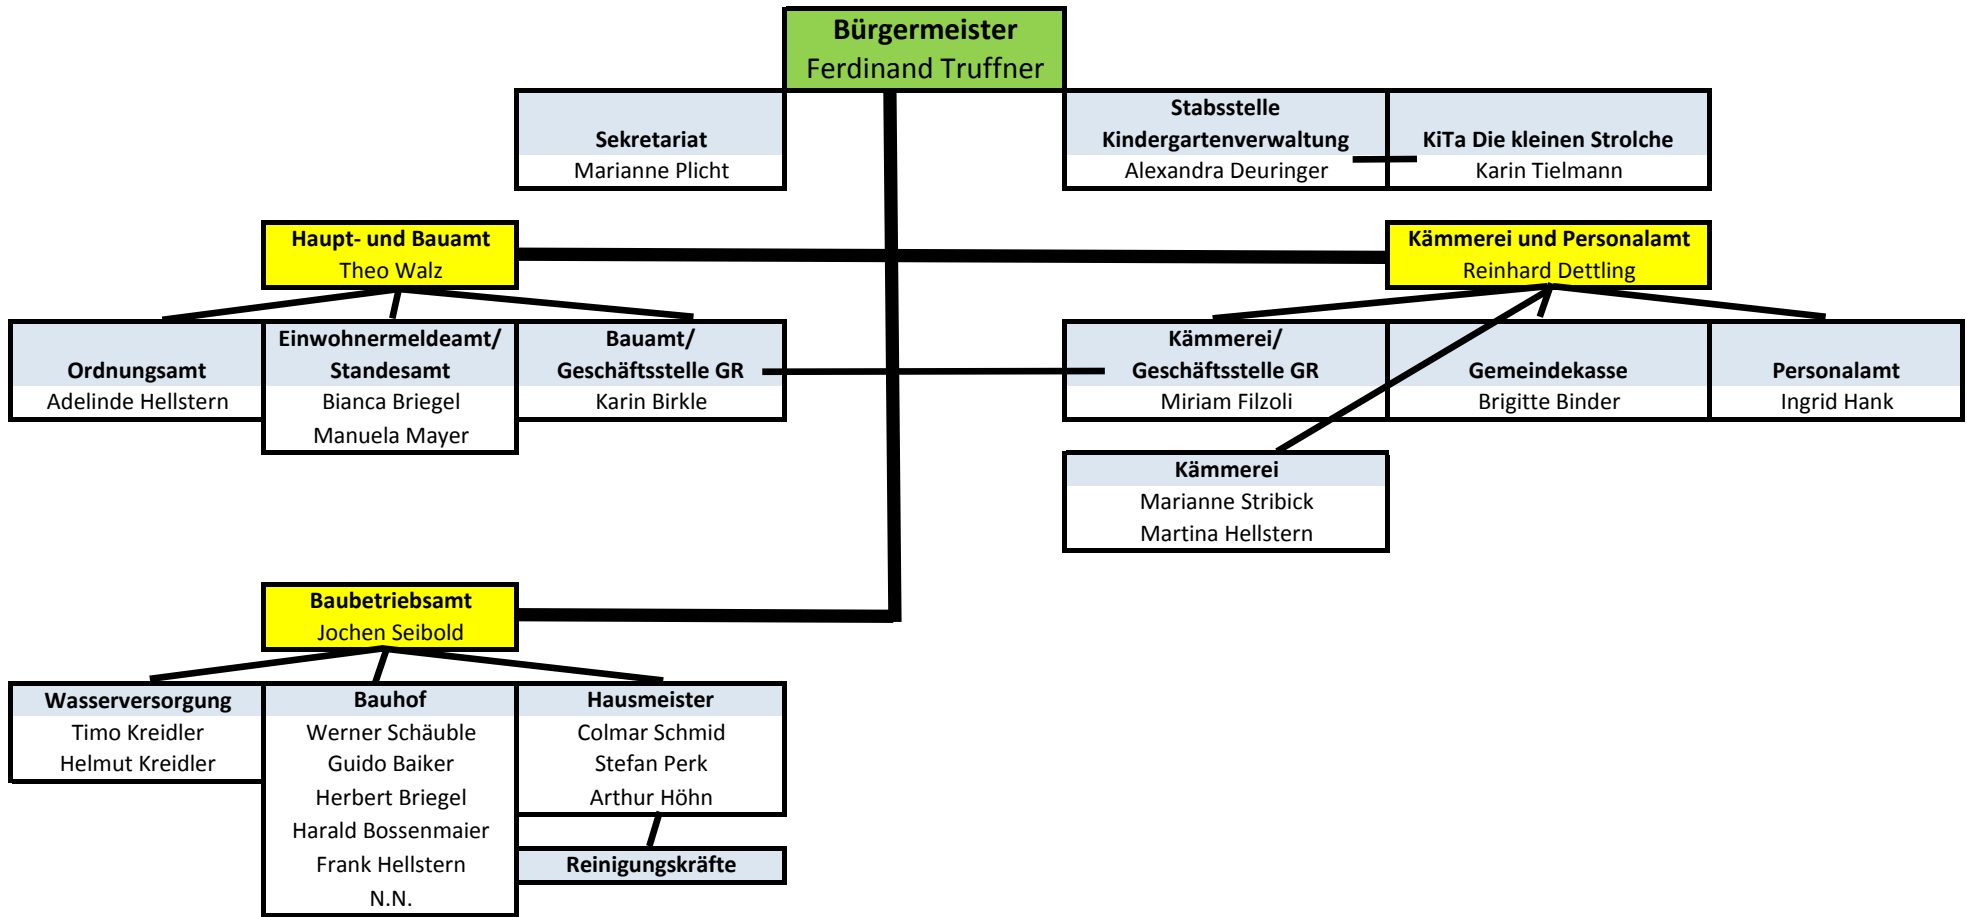 Bürgermeister
Ferdinand Truffner
Sekretariat
Marianne Plicht
Stabsstelle
Kindergartenverwaltung
Alexandra Deuringer
KiTa Die kleinen Strolche
Karin Tielmann
Haupt- und Bauamt
Theo Walz
Kämmerei und Personalamt
Reinhard Dettling
Ordnungsamt
Adelinde Hellstern
Einwohnermeldeamt/
Standesamt
Bianca Briegel
Manuela Mayer
Bauamt/
Geschäftsstelle GR
Karin Birkle
Kämmerei/
Geschäftsstelle GR
Miriam Filzoli
Gemeindekasse
Brigitte Binder
Personalamt
Ingrid Hank
Kämmerei
Marianne Stribick
Martina Hellstern
Baubetriebsamt
Jochen Seibold
Wasserversorgung
Timo Kreidler
Helmut Kreidler
Bauhof
Werner Schäuble
Guido Baiker
Herbert Briegel
Harald Bossenmaier
Frank Hellstern
N.N.
Hausmeister
Colmar Schmid
Stefan Perk
Arthur Höhn
Reinigungskräfte